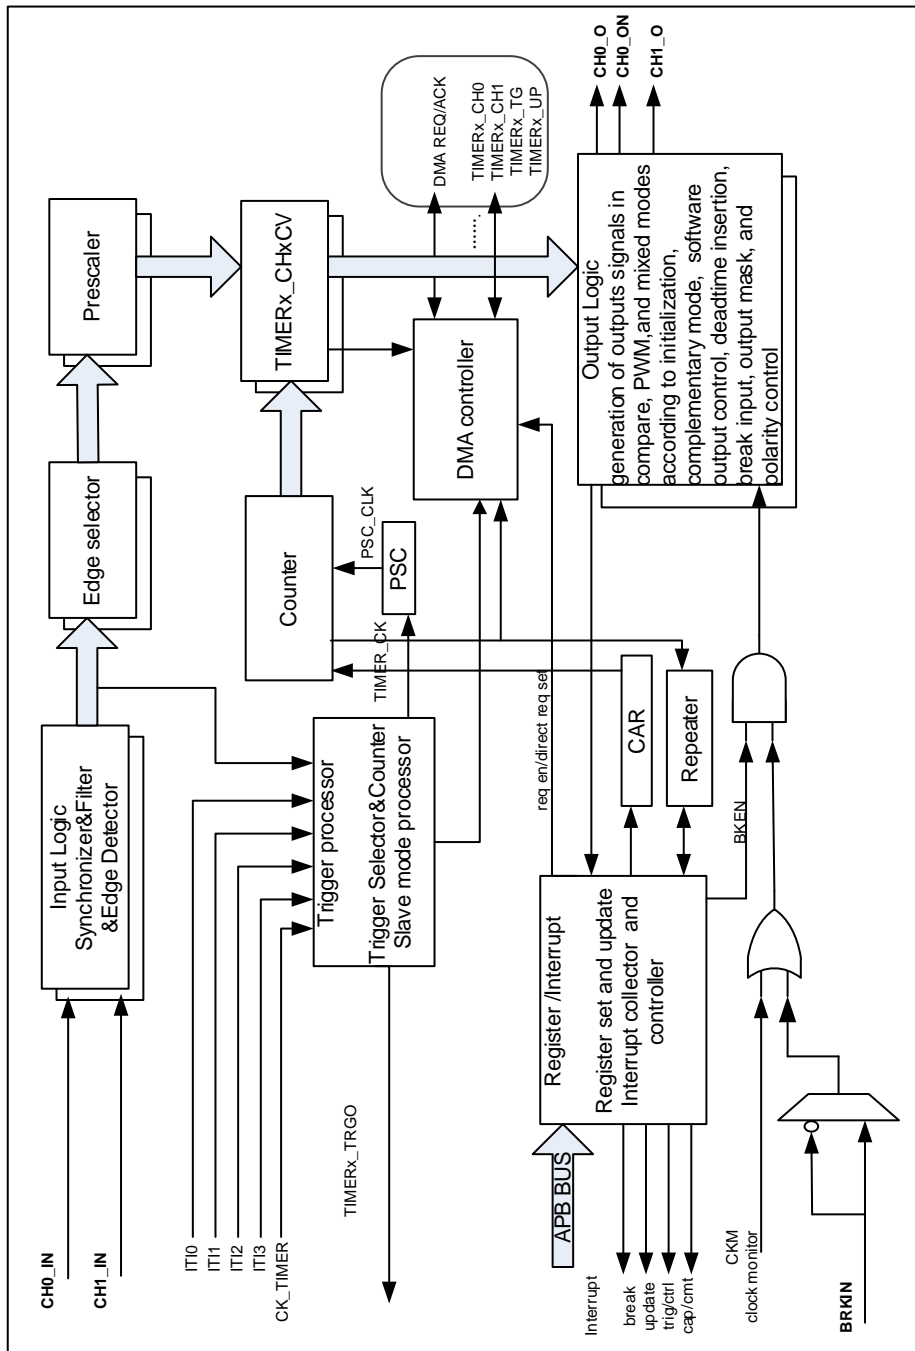 CH0_IN
CH1_IN
Input Logic
Synchronizer&Filter
&Edge Detector
Edge selector
Prescaler
ITI0
ITI1
ITI2
ITI3
CK_TIMER
Trigger processor
Trigger Selector&Counter
Slave mode processor
TIMERx_TRGO
TIMER_CK
PSC
PSC_CLK
Counter
TIMERx_CHxCV
DMA REQ/ACK
TIMERx_CH0
TIMERx_CH1
TIMERx_TG
TIMERx_UP
.......
DMA controller
req en/direct req set
APB BUS
Register /Interrupt
Register set and update
Interrupt collector and
controller
CAR
Repeater
Interrupt
break
update
trig/ctrl
cap/cmt
BKEN
CKM
clock monitor
BRKIN
Output Logic
generation of outputs signals in
compare, PWM,and mixed modes
according to initialization,
complementary mode, software
output control, deadtime insertion,
break input, output mask, and
polarity control
CH0_O
CH0_ON
CH1_O